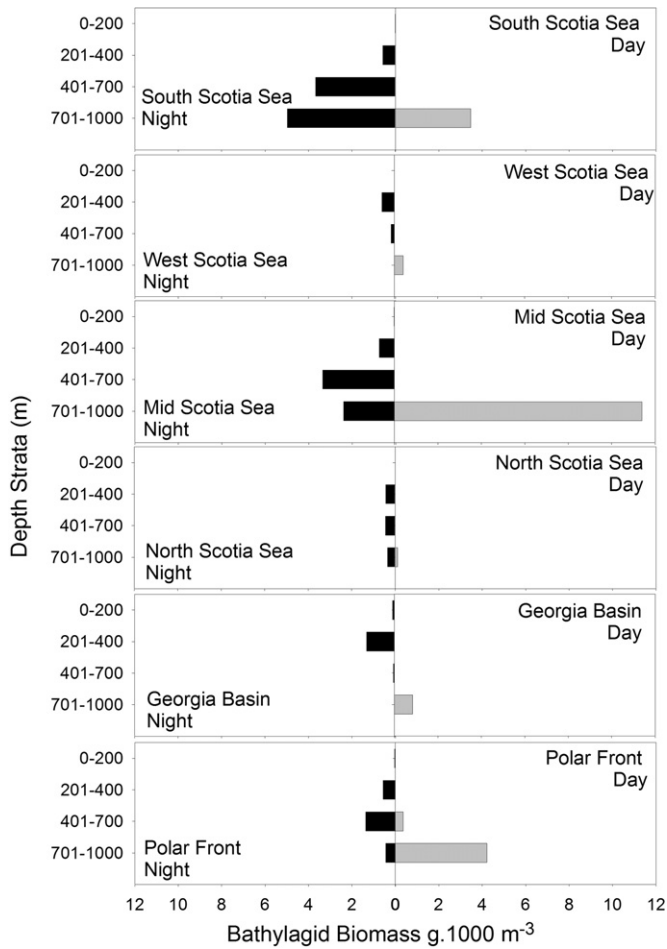 0-200
South Scotia Sea
Day
201-400
401-700
South Scotia Sea
Night
701-1000
0-200
West Scotia Sea
Day
201-400
401-700
West Scotia Sea
Night
701-1000
0-200
Mid Scotia Sea
Day
201-400
401-700
Mid Scotia Sea
Night
701-1000
0-200
North Scotia Sea
Day
201-400
401-700
North Scotia Sea
Night
701-1000
0-200
Georgia Basin
Day
201-400
401-700
Georgia Basin
Night
701-1000
0-200
Polar Front
Day
201-400
401-700
Polar Front
Night
701-1000
Depth Strata (m)
12 10 8 6 4 2 0 2 4 6 8 10 12
Bathylagid Biomass g.1000 m⁻³